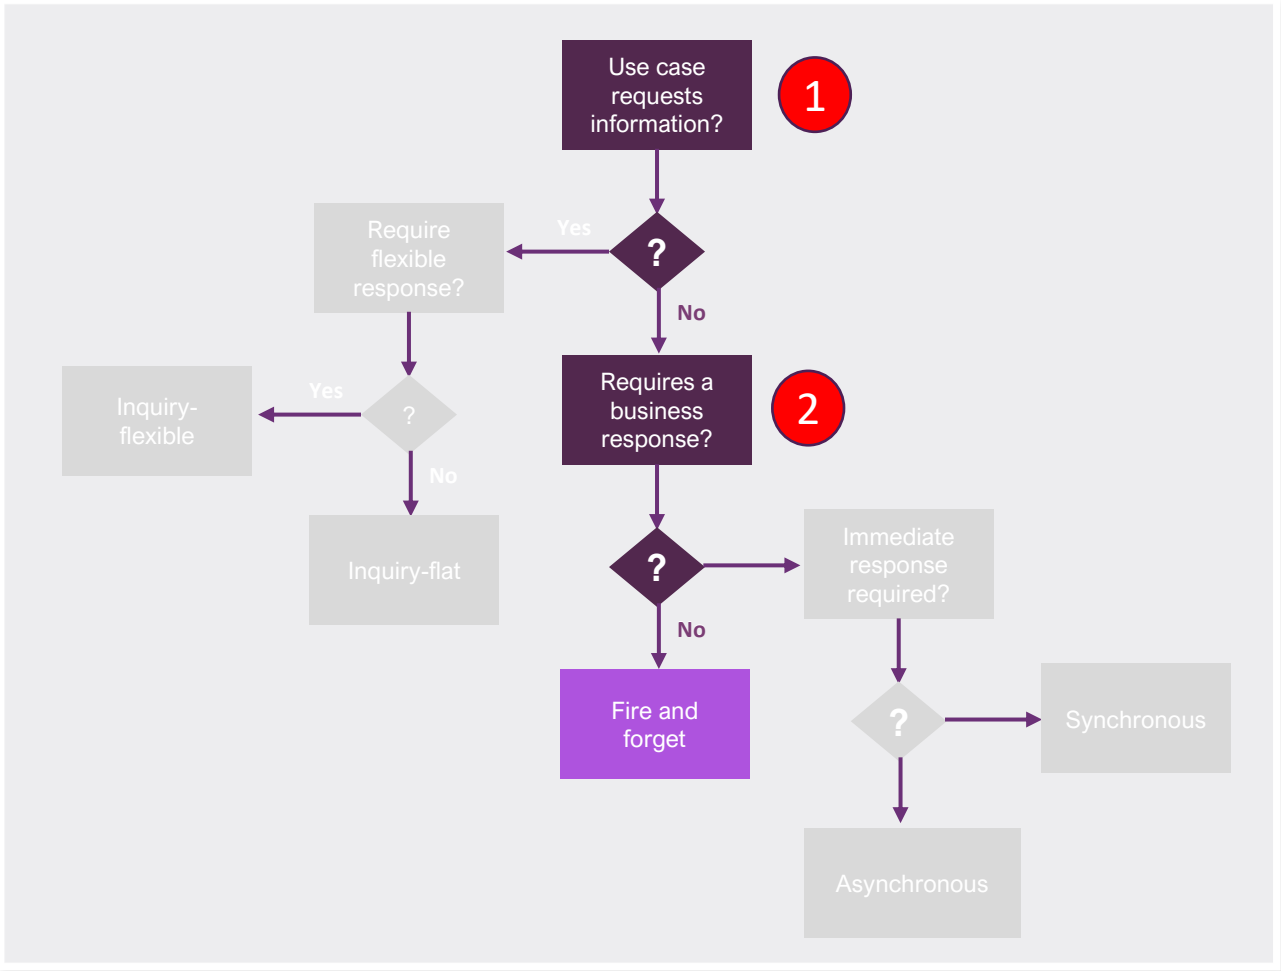 Use case
requests
information?
1
?
Yes
No
Require
flexible
response?
?
Yes
No
Inquiry-
flexible
Inquiry-flat
Requires a
business
response?
2
?
No
Fire and
forget
Immediate
response
required?
?
Synchronous
Asynchronous